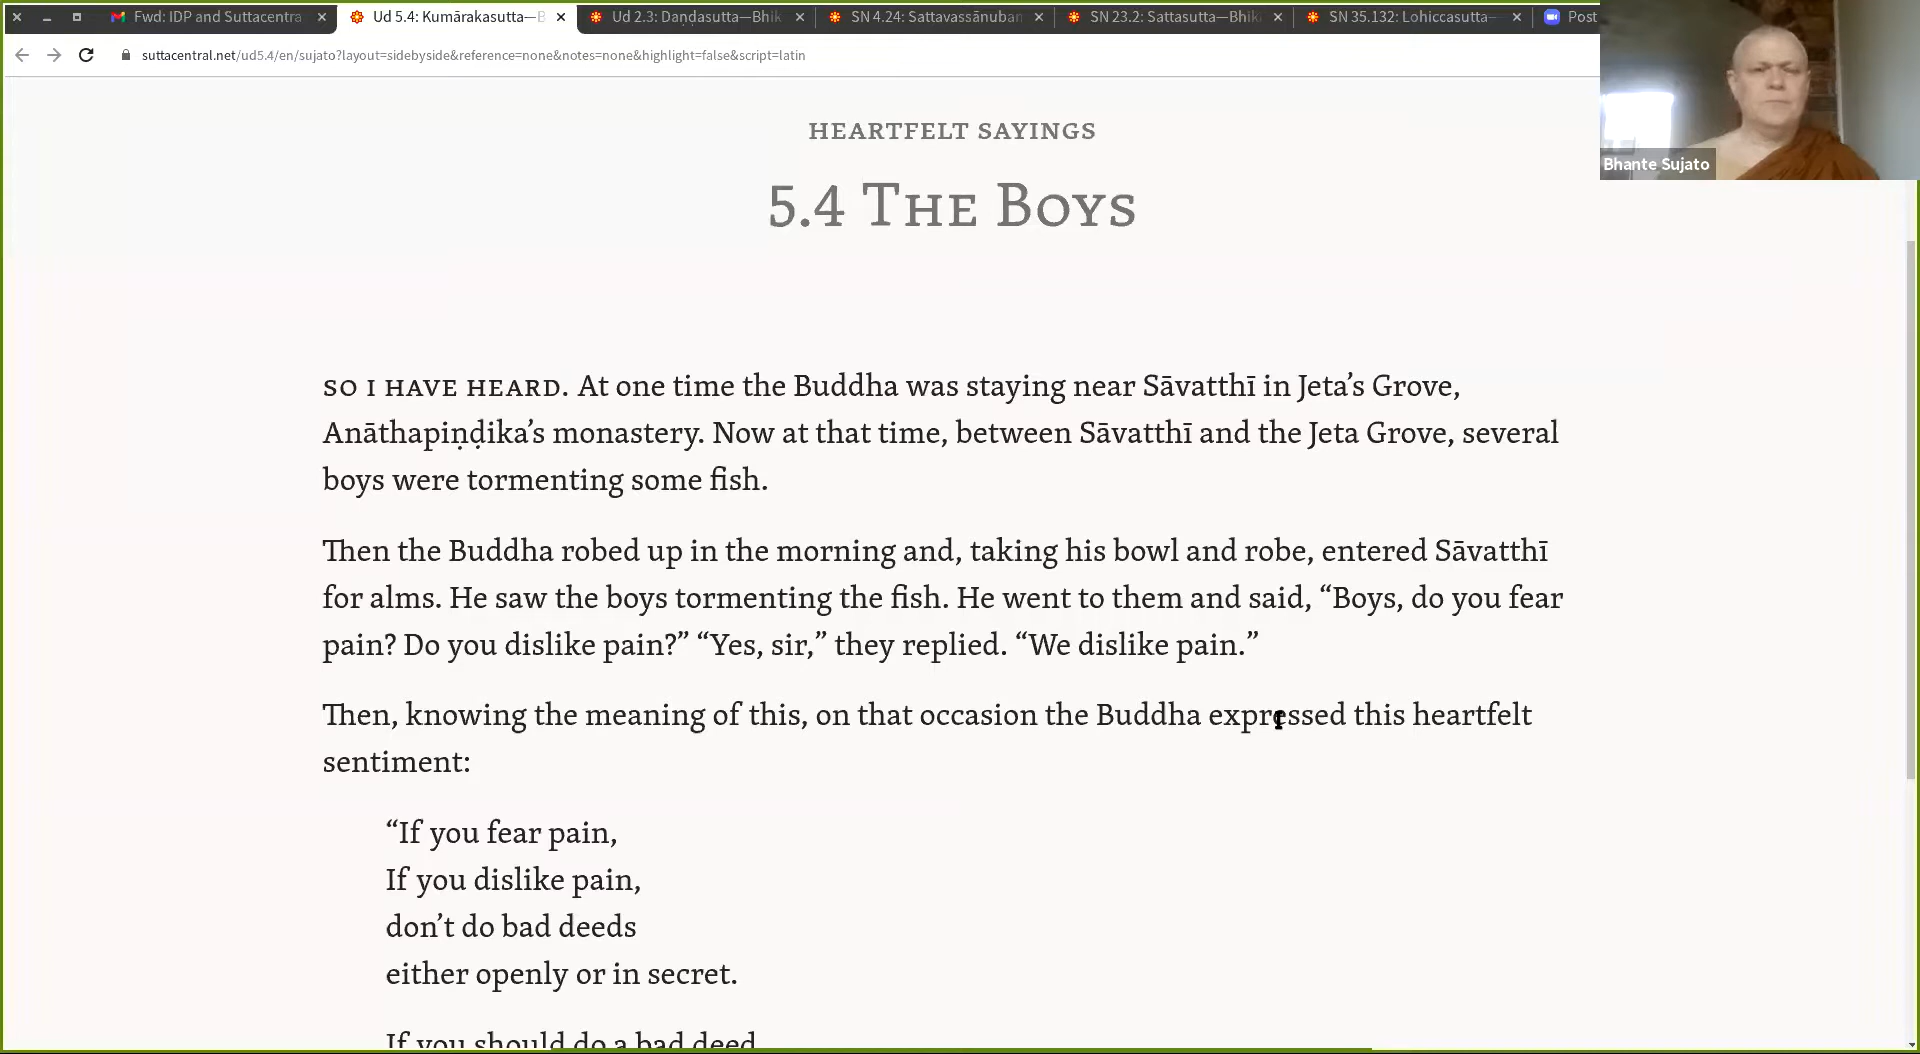 Fwd: IDP and Suttacentra
Ud 5.4: Kumārakasutta—B
Ud 2.3: Daṇḍasutta—Bhik
SN 4.24: Sattavassānuban
SN 23.2: Sattasutta—Bhik
SN 35.132: Lohiccasutta—
Post
suttacentral.net/ud5.4/en/sujato?layout=sidebyside&reference=none&notes=none&highlight=false&script=latin
Bhante Sujato
HEARTFELT SAYINGS
5.4 THE BOYS
SO I HAVE HEARD. At one time the Buddha was staying near Sāvatthī in Jeta’s Grove,
Anāthapiṇḍika’s monastery. Now at that time, between Sāvatthī and the Jeta Grove, several
boys were tormenting some fish.
Then the Buddha robed up in the morning and, taking his bowl and robe, entered Sāvatthī
for alms. He saw the boys tormenting the fish. He went to them and said, “Boys, do you fear
pain? Do you dislike pain?” “Yes, sir,” they replied. “We dislike pain.”
Then, knowing the meaning of this, on that occasion the Buddha expressed this heartfelt
sentiment:
“If you fear pain,
If you dislike pain,
don’t do bad deeds
either openly or in secret.
If you should do a bad deed